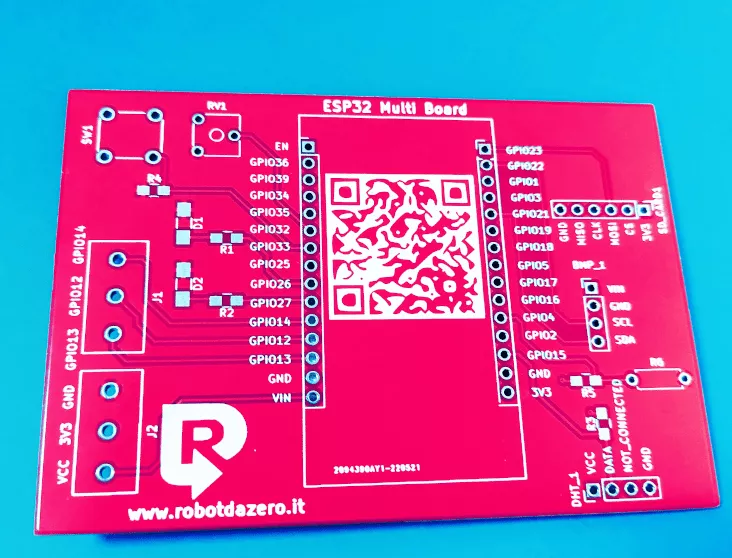 ESP32 Multi Board
RV1
SW1
R4
D1
R1
D2
R2
EN
GPIO36
GPIO39
GPIO34
GPIO35
GPIO32
GPIO33
GPIO25
GPIO26
GPIO27
GPIO14
GPIO12
GPIO13
GND
VIN
GPIO23
GPIO22
GPIO1
GPIO3
GPIO21
GPIO19
GPIO18
GPIO5
GPIO17
GPIO16
GPIO4
GPIO2
GPIO15
GND
3V3
GND
MISO
CLK
MOSI
CS
3V3
BMP_1
VIN
GND
SCL
SDA
R3
DHT_1
VCC
DATA
NOT_CONNECTED
GND
GPIO14
GPIO12
GPIO13
J1
GND
3V3
VCC
J2
R
2994390AY1-220521
www.robotdazero.it